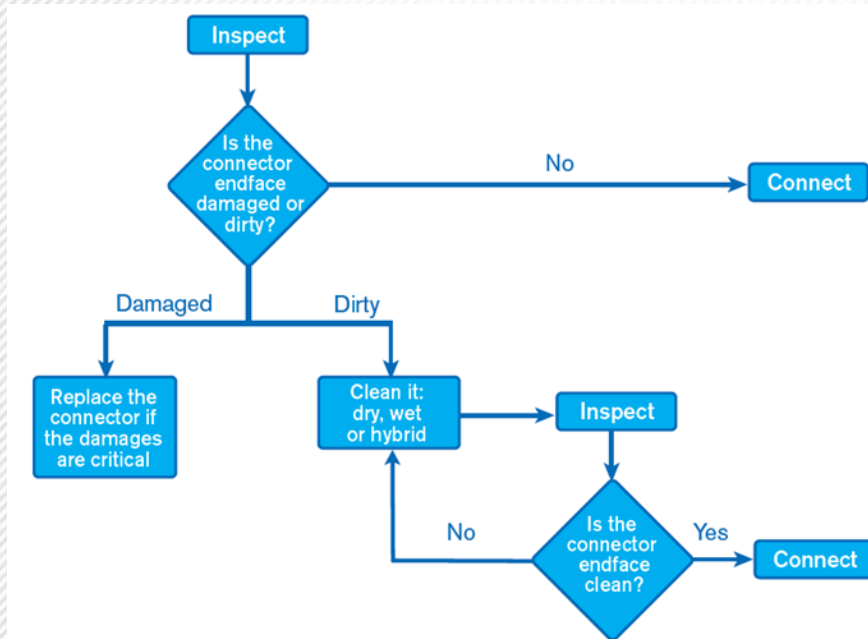 Inspect
Is the
connector
endface
damaged or
dirty?
No
Connect
Damaged
Dirty
Replace the
connector if
the damages
are critical
Clean it:
dry, wet
or hybrid
Inspect
Is the
connector
endface
clean?
No
Yes
Connect